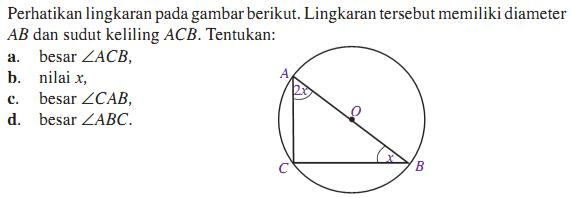 Perhatikan lingkaran pada gambar berikut. Lingkaran tersebut memiliki diameter
AB dan sudut keliling ACB. Tentukan:
a. besar ∠ACB,
b. nilai x,
c. besar ∠CAB,
d. besar ∠ABC.
A
2x
O
x
C
B